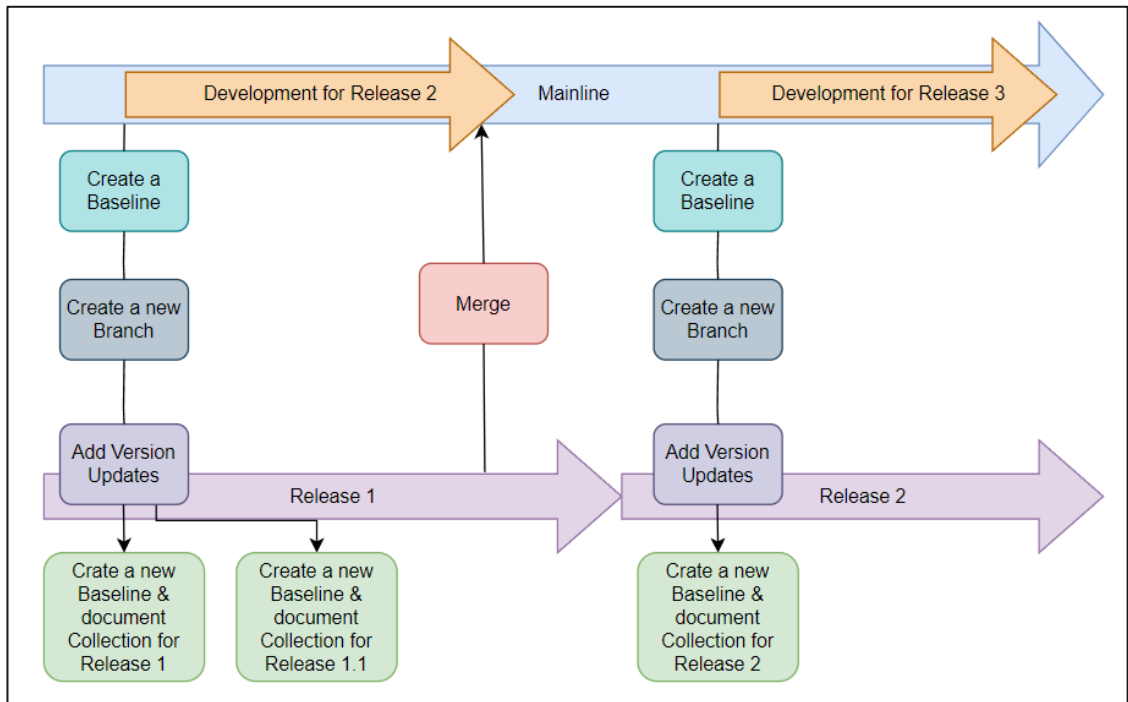 Development for Release 2
Mainline
Development for Release 3
Create a
Baseline
Create a
Baseline
Create a new
Branch
Merge
Create a new
Branch
Add Version
Updates
Release 1
Add Version
Updates
Release 2
Crate a new
Baseline &
document
Collection for
Release 1
Create a new
Baseline &
document
Collection for
Release 1.1
Crate a new
Baseline &
document
Collection for
Release 2